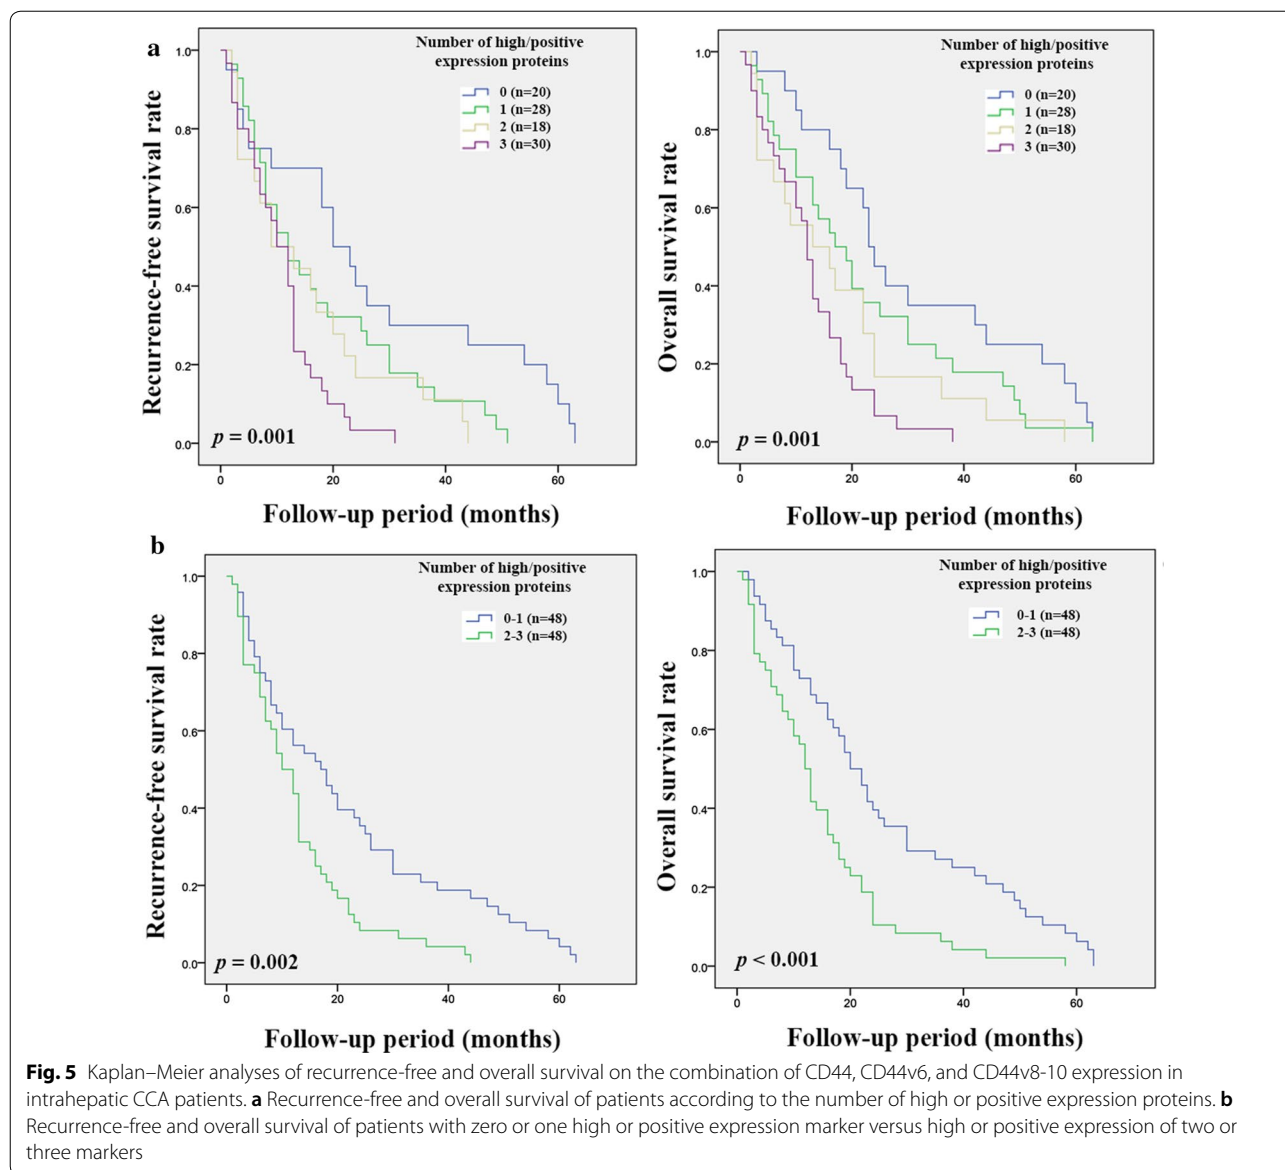 a
Recurrence-free survival rate
1.0
0.8
0.6
0.4
0.2
0.0
Number of high/positive
expression proteins
0 (n=20)
1 (n=28)
2 (n=18)
3 (n=30)
p = 0.001
0 20 40 60
Follow-up period (months)
Overall survival rate
1.0
0.8
0.6
0.4
0.2
0.0
Number of high/positive
expression proteins
0 (n=20)
1 (n=28)
2 (n=18)
3 (n=30)
p = 0.001
0 20 40 60
Follow-up period (months)
b
Recurrence-free survival rate
1.0
0.8
0.6
0.4
0.2
0.0
Number of high/positive
expression proteins
0-1 (n=48)
2-3 (n=48)
p = 0.002
0 20 40 60
Follow-up period (months)
Overall survival rate
1.0
0.8
0.6
0.4
0.2
0.0
Number of high/positive
expression proteins
0-1 (n=48)
2-3 (n=48)
p < 0.001
0 20 40 60
Follow-up period (months)
Fig. 5 Kaplan–Meier analyses of recurrence-free and overall survival on the combination of CD44, CD44v6, and CD44v8-10 expression in
intrahepatic CCA patients. a Recurrence-free and overall survival of patients according to the number of high or positive expression proteins. b
Recurrence-free and overall survival of patients with zero or one high or positive expression marker versus high or positive expression of two or
three markers